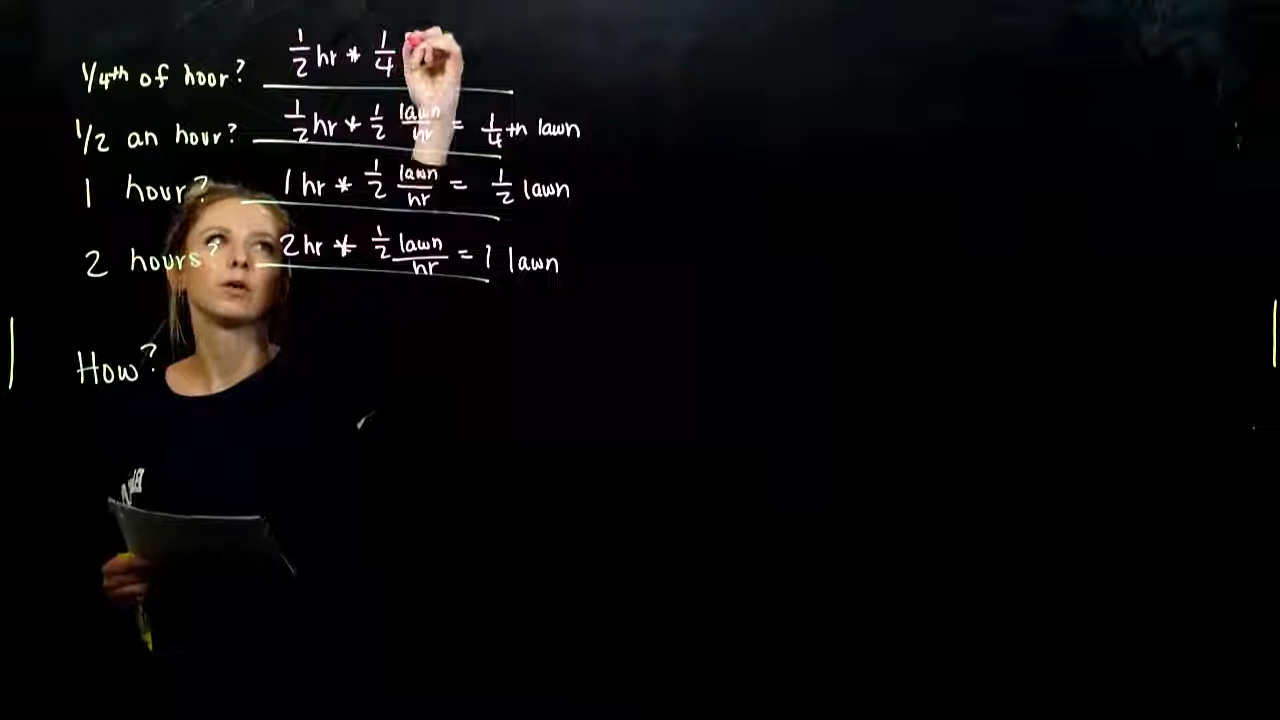 1/4th of hour? 1/2 hr * 1/4
1/2 an hour? 1/2 hr * 1/2 lawn/hr = 1/4th lawn
1 hour? 1 hr * 1/2 lawn/hr = 1/2 lawn
2 hours? 2 hr * 1/2 lawn/hr = 1 lawn
How?